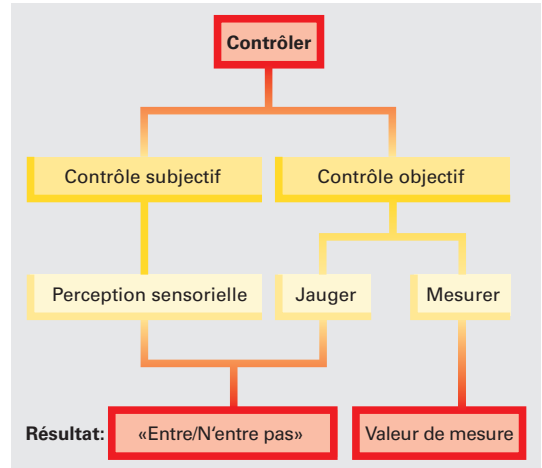 Contrôler
Contrôle subjectif
Contrôle objectif
Perception sensorielle
Jauger
Mesurer
Résultat:
«Entre/N‘entre pas»
Valeur de mesure